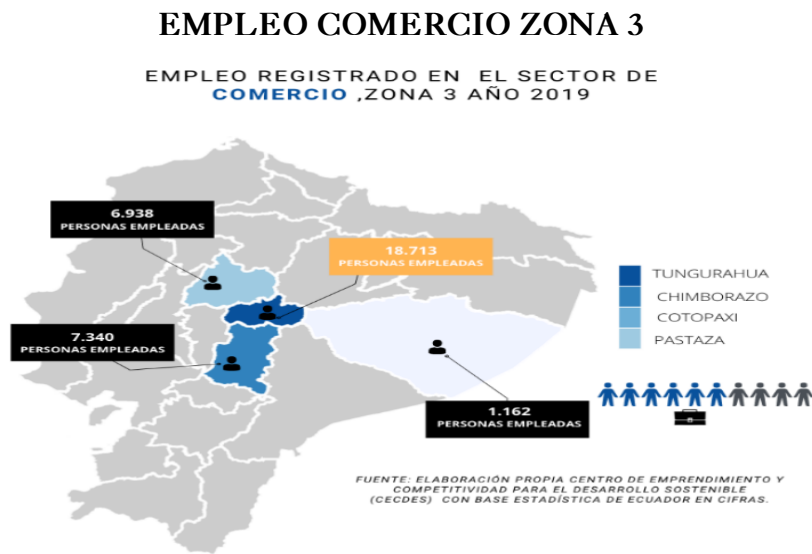 EMPLEO COMERCIO ZONA 3
EMPLEO REGISTRADO EN EL SECTOR DE
COMERCIO ,ZONA 3 AÑO 2019
6.938
PERSONAS EMPLEADAS
18.713
PERSONAS EMPLEADAS
7.340
PERSONAS EMPLEADAS
1.162
PERSONAS EMPLEADAS
TUNGURAHUA
CHIMBORAZO
COTOPAXI
PASTAZA
FUENTE: ELABORACIÓN PROPIA CENTRO DE EMPRENDIMIENTO Y
COMPETITIVIDAD PARA EL DESARROLLO SOSTENIBLE
(CECDES) CON BASE ESTADÍSTICA DE ECUADOR EN CIFRAS.